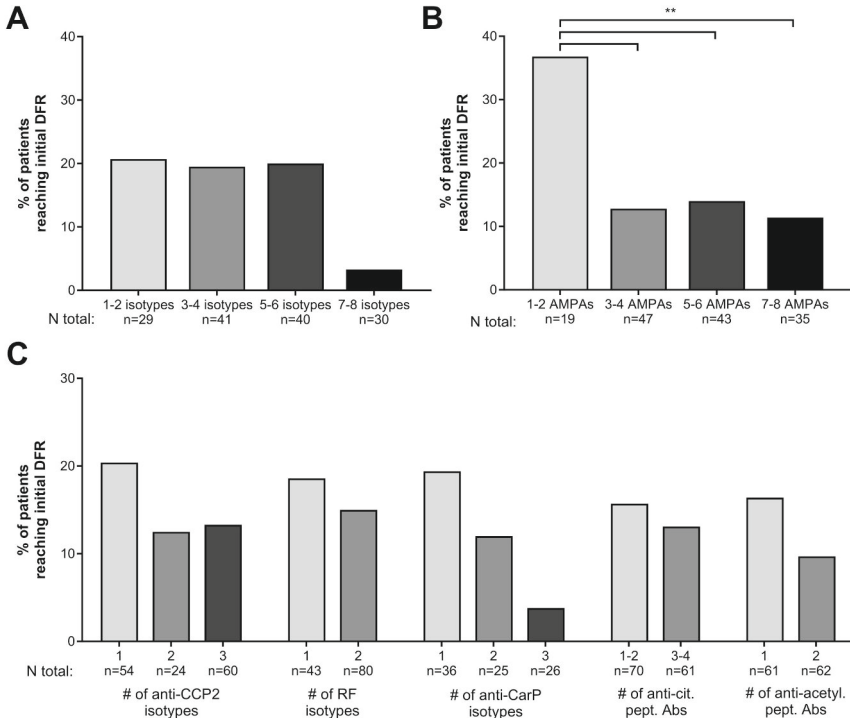 A
% of patients
reaching initial DFR
40
30
20
10
0
1-2 isotypes 3-4 isotypes 5-6 isotypes 7-8 isotypes
N total: n=29 n=41 n=40 n=30
B
**
% of patients
reaching initial DFR
40
30
20
10
0
1-2 AMPAs 3-4 AMPAs 5-6 AMPAs 7-8 AMPAs
N total: n=19 n=47 n=43 n=35
C
% of patients
reaching initial DFR
30
20
10
0
1 2 3 1 2 1 2 3 1-2 3-4 1 2
N total: n=54 n=24 n=60 n=43 n=80 n=36 n=25 n=26 n=70 n=61 n=61 n=62
# of anti-CCP2 # of RF # of anti-CarP # of anti-cit. # of anti-acetyl.
isotypes isotypes isotypes pept. Abs pept. Abs